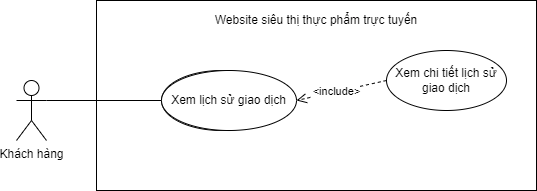 Website siêu thị thực phẩm trực tuyến
Xem chi tiết lịch sử
giao dịch
<include>
Xem lịch sử giao dịch
Khách hàng